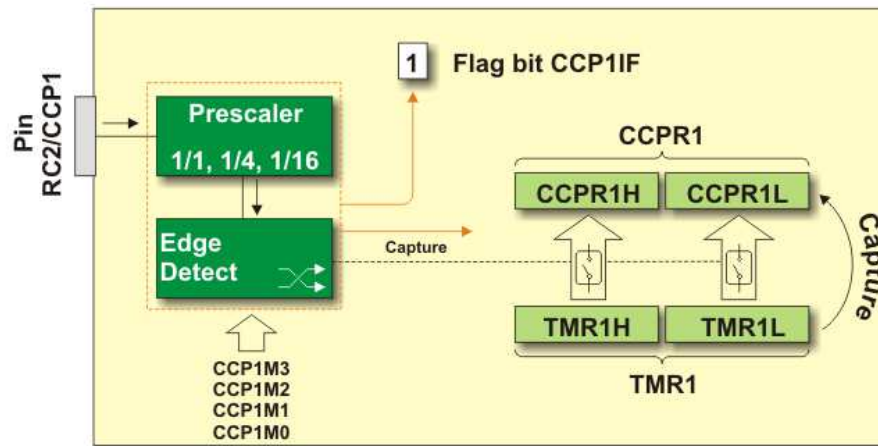 Pin
RC2/CCP1
Prescaler
1/1, 1/4, 1/16
Edge
Detect
CCP1M3
CCP1M2
CCP1M1
CCP1M0
1 Flag bit CCP1IF
Capture
CCPR1
CCPR1H CCPR1L
TMR1H TMR1L
TMR1
Capture